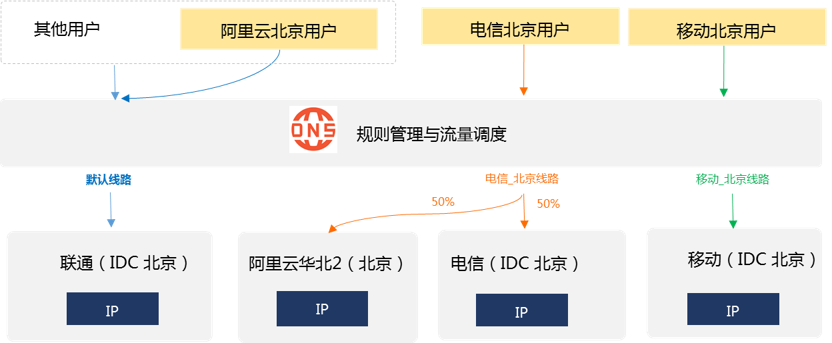 其他用户
阿里云北京用户
电信北京用户
移动北京用户
DNS
规则管理与流量调度
默认线路
电信_北京线路
移动_北京线路
50%
50%
联通（IDC 北京）
阿里云华北2（北京）
电信（IDC 北京）
移动（IDC 北京）
IP
IP
IP
IP